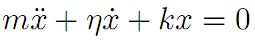 mẍ + ηẋ + kx = 0